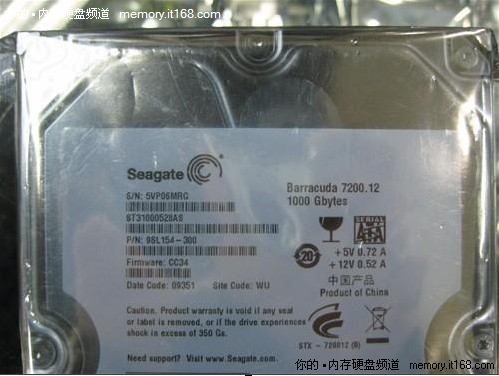 你的·内存硬盘频道 memory.it168.com
Seagate
Barracuda 7200.12
1000 Gbytes
S/N: 5VP06MRG
ST31000528AS
P/N: 9SL154-300
Firmware: CC34
Date Code: 09351 Site Code: WU
SERIAL
SATA
20
+5V 0.72 A
+12V 0.52 A
中国产品
Product of China
Caution. Product warranty is void if any seal
or label is removed, or if the drive experiences
shock in excess of 350 Gs.
STX - 720012 (B)
Need support? Visit www.Seagate.com
你的·内存硬盘频道 memory.it168.com